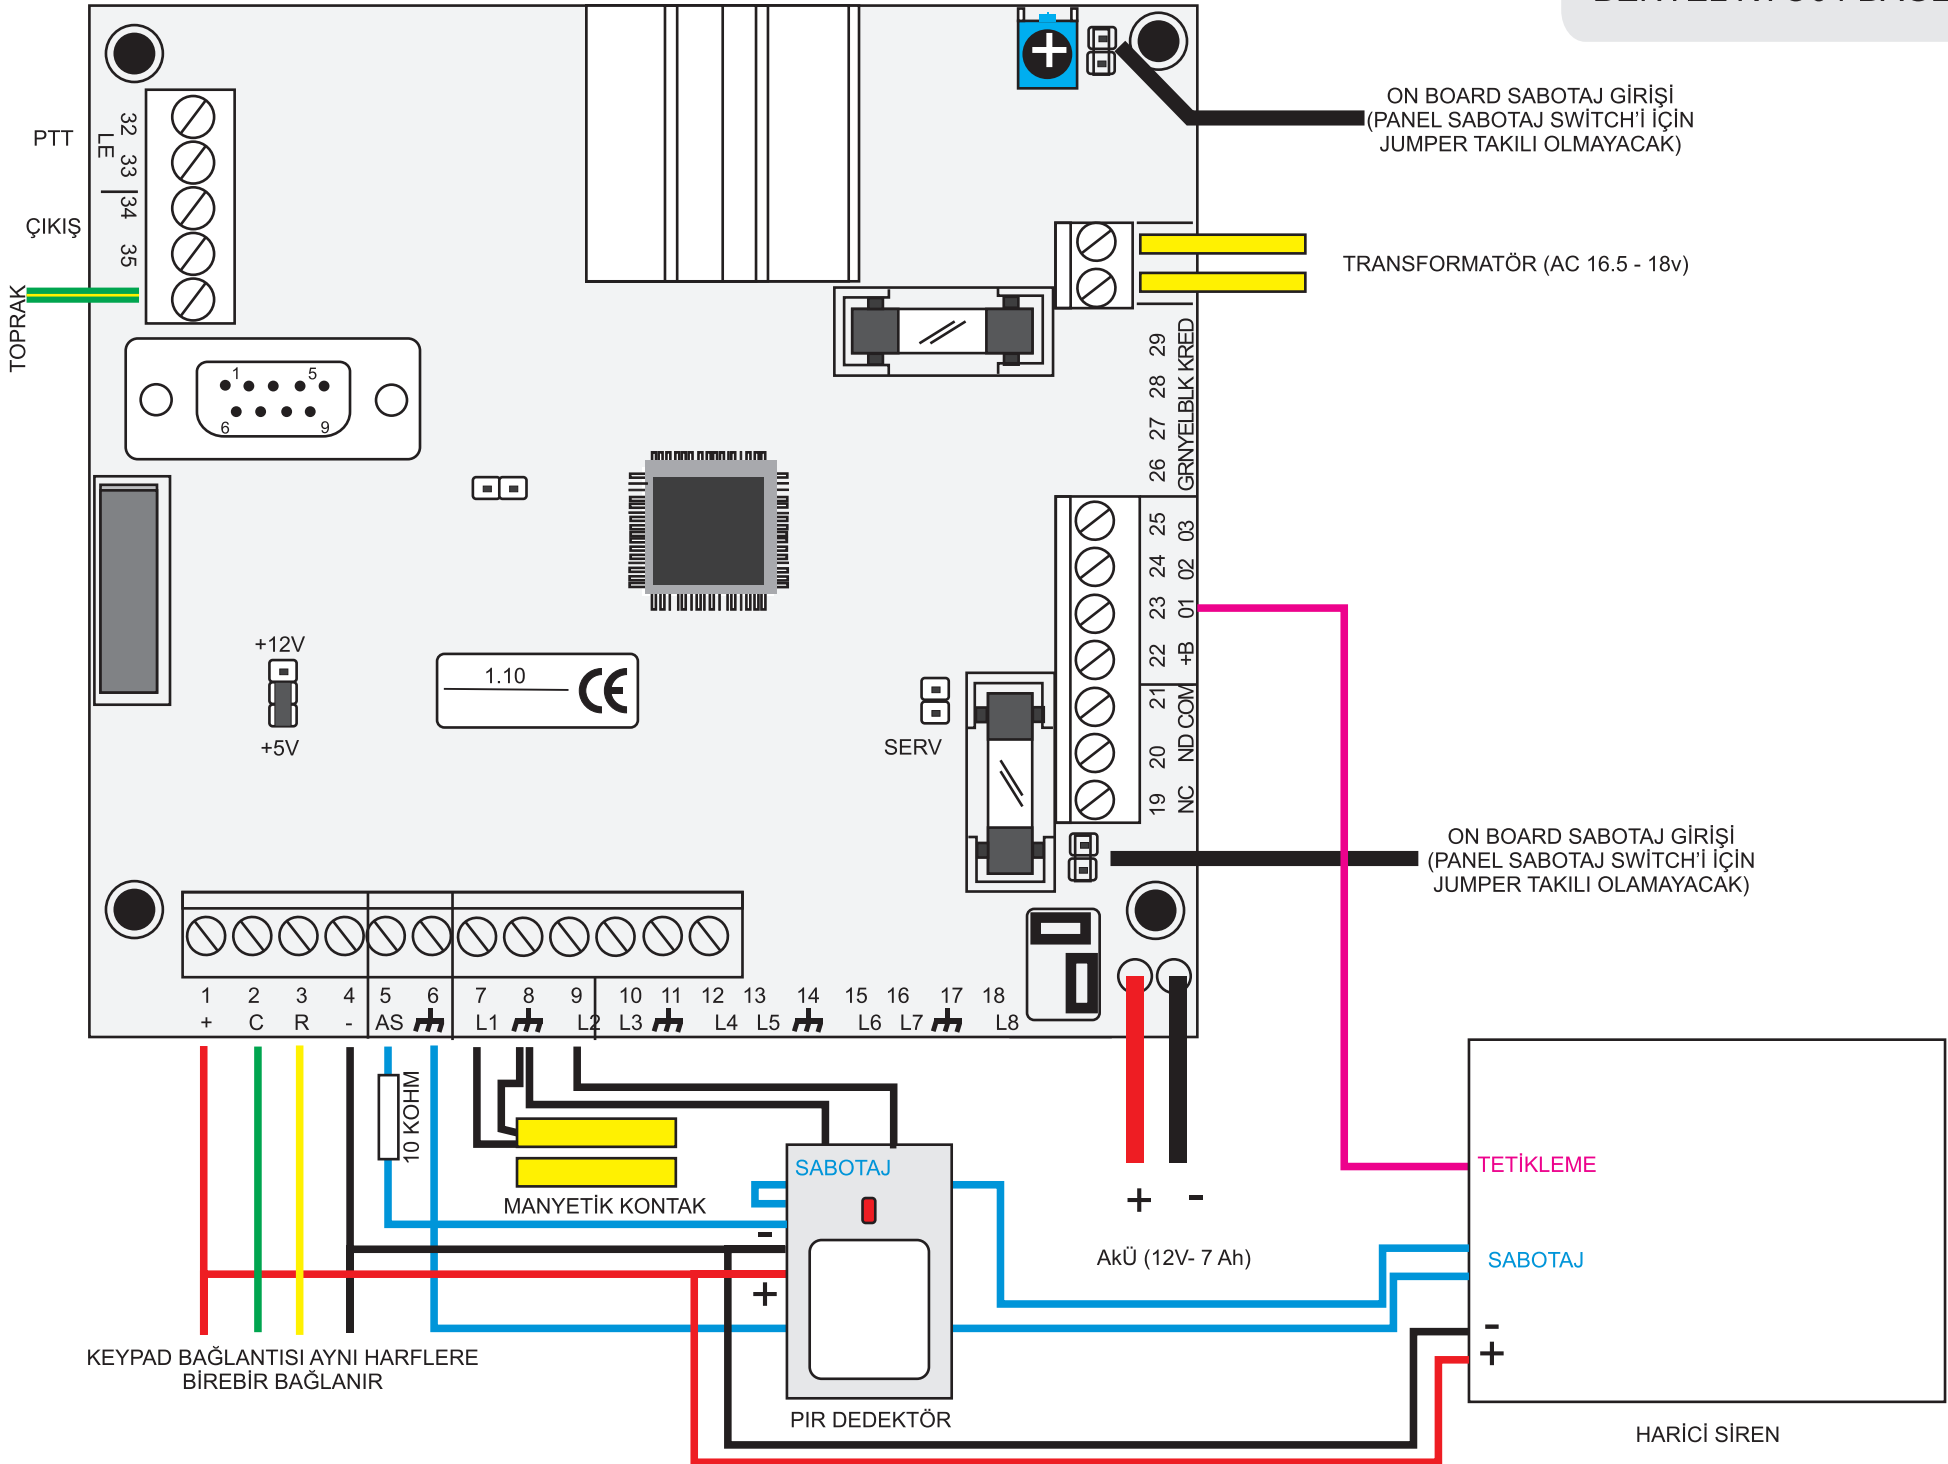 ON BOARD SABOTAJ GİRİŞİ
(PANEL SABOTAJ SWİTCH'İ İÇİN
JUMPER TAKILI OLMAYACAK)
PTT
ÇIKIŞ
TOPRAK
32
33
34
35
LE
TRANSFORMATÖR (AC 16.5 - 18v)
1 5
6 9
29
28
27
26
GRNYELBLK KRED
25 03
24 02
23 01
22 +B
21 COM
20 ND
19 NC
+12V
+5V
1.10
CE
SERV
ON BOARD SABOTAJ GİRİŞİ
(PANEL SABOTAJ SWİTCH'İ İÇİN
JUMPER TAKILI OLAMAYACAK)
1 2 3 4 5 6 7 8 9 10 11 12 13 14 15 16 17 18
+ C R - AS L1 L2 L3 L4 L5 L6 L7 L8
10 KOHM
MANYETİK KONTAK
SABOTAJ
-
+
+ -
AkÜ (12V- 7 Ah)
TETİKLEME
SABOTAJ
-
+
KEYPAD BAĞLANTISI AYNI HARFLERE
BİREBİR BAĞLANIR
PIR DEDEKTÖR
HARİCİ SİREN